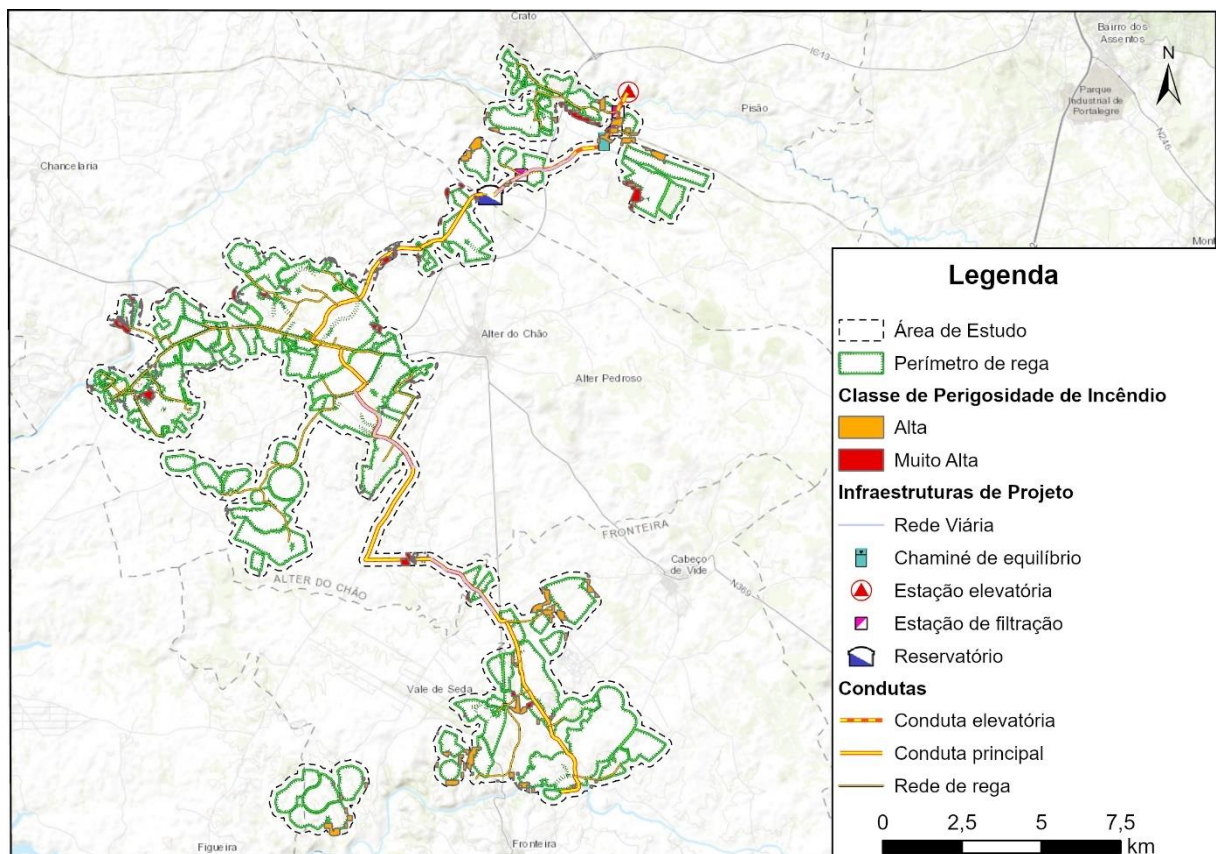 Crato
Bairro dos
Assentos
IC13
N
Parque
Industrial de
Portalegre
Pisão
N246
Chancelaria
Mont
Alter do Chão
Alter Pedroso
FRONTEIRA
Cabeço
de Vide
N369
ALTER DO CHÃO
Vale de Seda
Figueira
Fronteira
Legenda
Área de Estudo
Perímetro de rega
Classe de Perigosidade de Incêndio
Alta
Muito Alta
Infraestruturas de Projeto
Rede Viária
Chaminé de equilíbrio
Estação elevatória
Estação de filtração
Reservatório
Condutas
Conduta elevatória
Conduta principal
Rede de rega
0 2,5 5 7,5
km